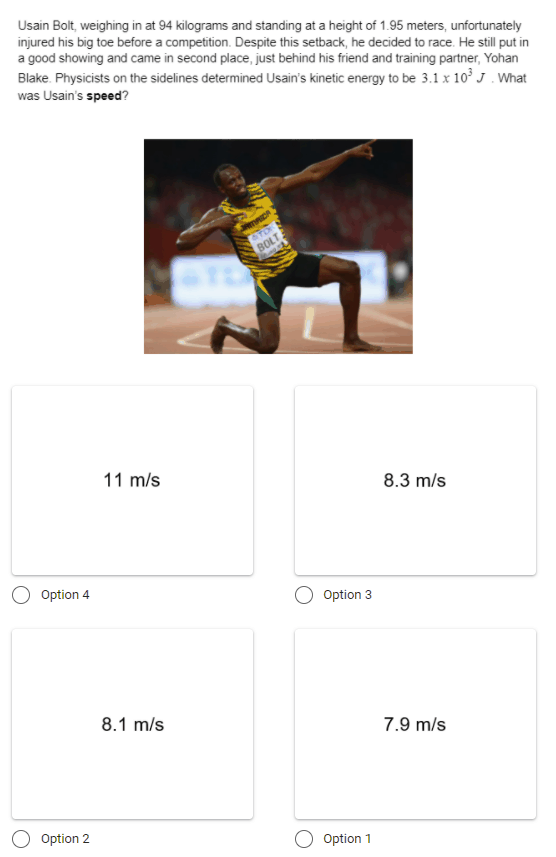 Usain Bolt, weighing in at 94 kilograms and standing at a height of 1.95 meters, unfortunately
injured his big toe before a competition. Despite this setback, he decided to race. He still put in
a good showing and came in second place, just behind his friend and training partner, Yohan
Blake. Physicists on the sidelines determined Usain's kinetic energy to be 3.1 x 10³ J . What
was Usain's speed?
BOLT
11 m/s
8.3 m/s
Option 4
Option 3
8.1 m/s
7.9 m/s
Option 2
Option 1